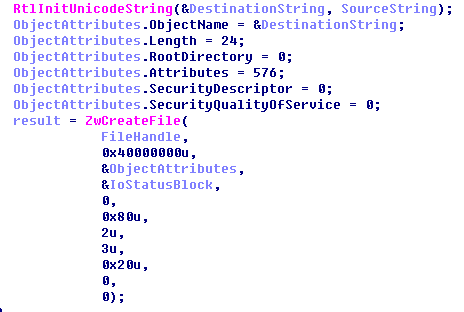 RtlInitUnicodeString(&DestinationString, SourceString);
ObjectAttributes.ObjectName = &DestinationString;
ObjectAttributes.Length = 24;
ObjectAttributes.RootDirectory = 0;
ObjectAttributes.Attributes = 576;
ObjectAttributes.SecurityDescriptor = 0;
ObjectAttributes.SecurityQualityOfService = 0;
result = ZwCreateFile(
FileHandle,
0x40000000u,
&ObjectAttributes,
&IoStatusBlock,
0,
0x80u,
2u,
3u,
0x20u,
0,
0);